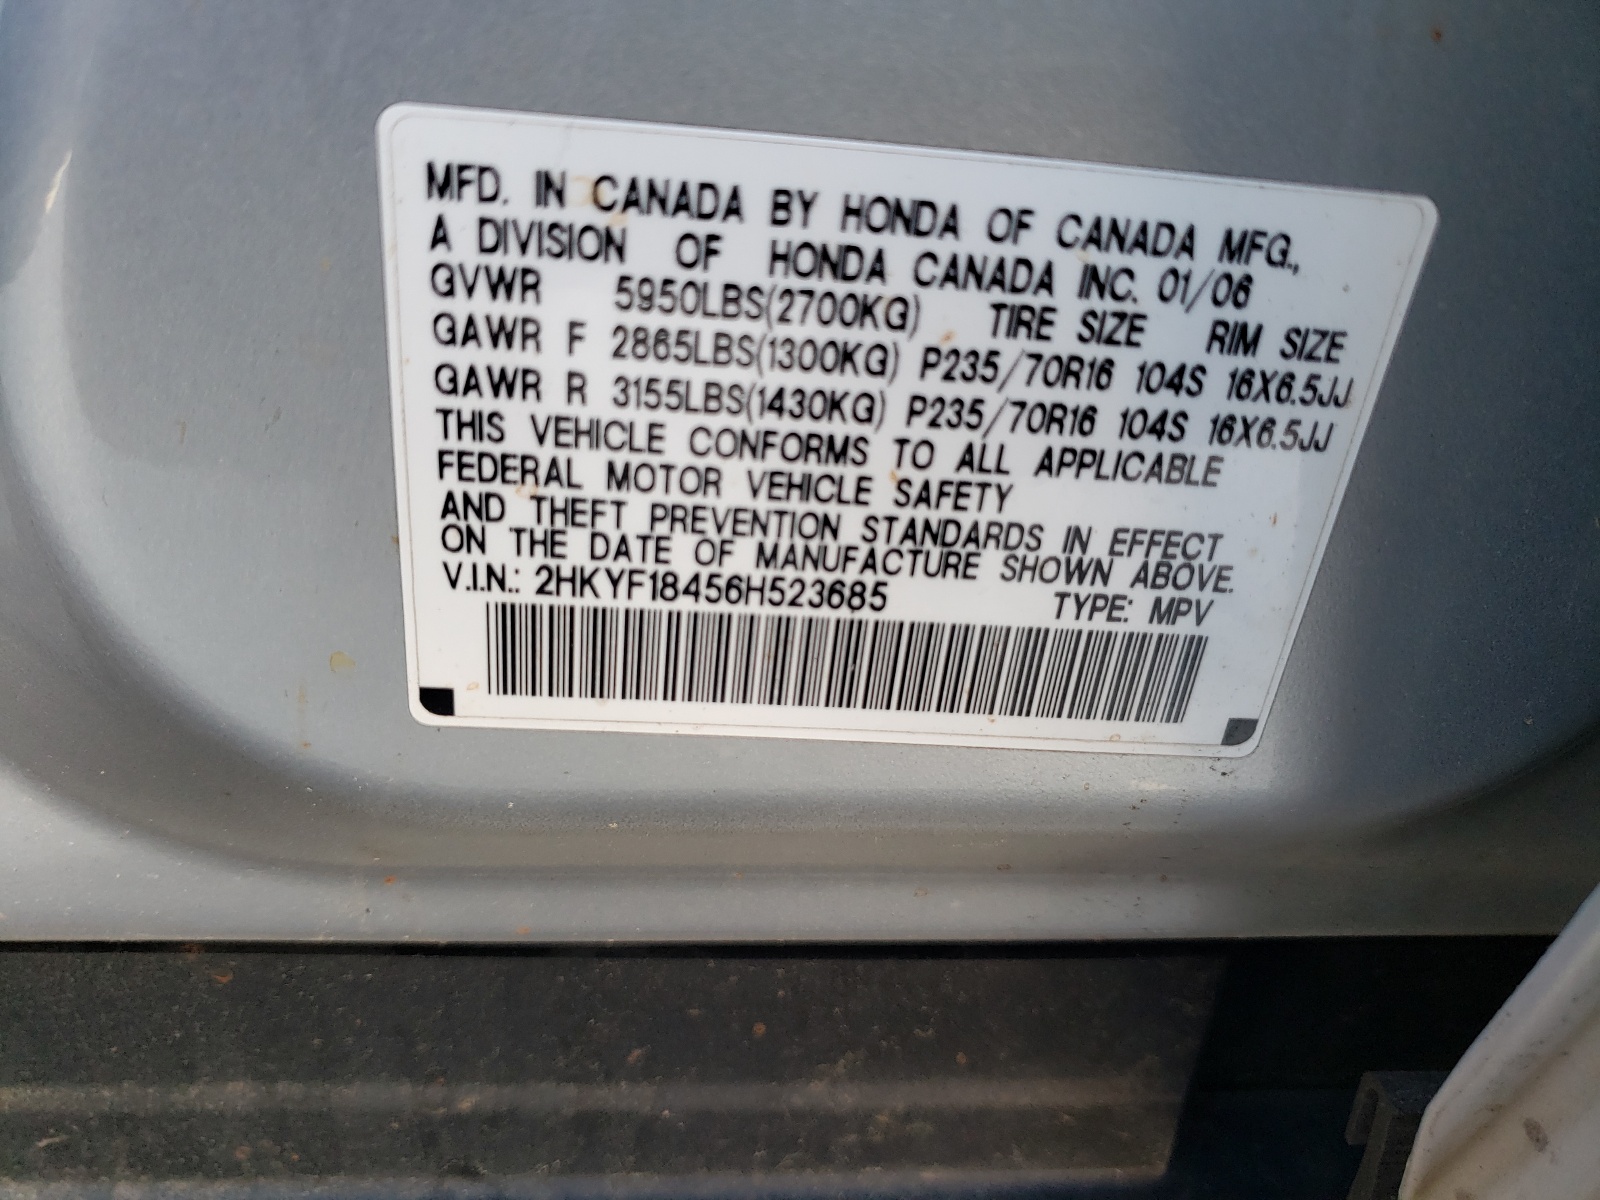 MFD. IN CANADA BY HONDA OF CANADA MFG.,
A DIVISION OF HONDA CANADA INC. 01/06
GVWR 5950LBS(2700KG) TIRE SIZE RIM SIZE
GAWR F 2865LBS(1300KG) P235/70R16 104S 16X6.5JJ
GAWR R 3155LBS(1430KG) P235/70R16 104S 16X6.5JJ
THIS VEHICLE CONFORMS TO ALL APPLICABLE
FEDERAL MOTOR VEHICLE SAFETY
AND THEFT PREVENTION STANDARDS IN EFFECT
ON THE DATE OF MANUFACTURE SHOWN ABOVE.
V.I.N.: 2HKYF18456H523685 TYPE: MPV